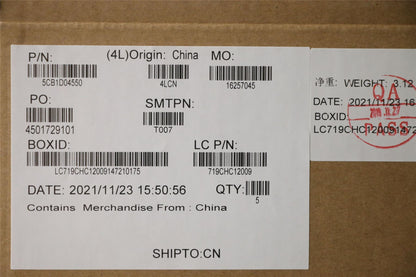 P/N: (4L)Origin: China MO:
5CB1D04550 4LCN 16257045
PO: SMTPN:
4501729101 T007
BOXID: LC P/N:
LC719CHC12009147210175 719CHC12009
DATE: 2021/11/23 15:50:56 QTY:
5
Contains Merchandise From : China
SHIPTO:CN
净重: WEIGHT: 3.12
DATE: 2021/11/23 16
BOXID:
LC719CHC120091472
QA
PASS